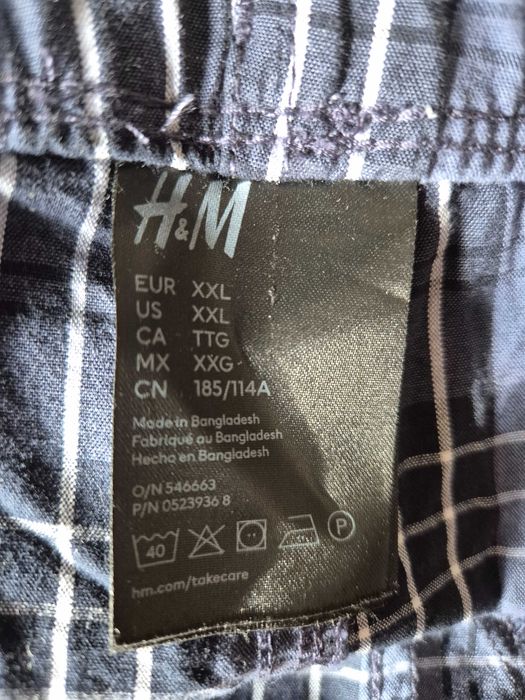 H&M
EUR XXL
US XXL
CA TTG
MX XXG
CN 185/114A
Made in Bangladesh
Fabriqué au Bangladesh
Hecho en Bangladesh
O/N 546663
P/N 0523936 8
40 P
hm.com/takecare